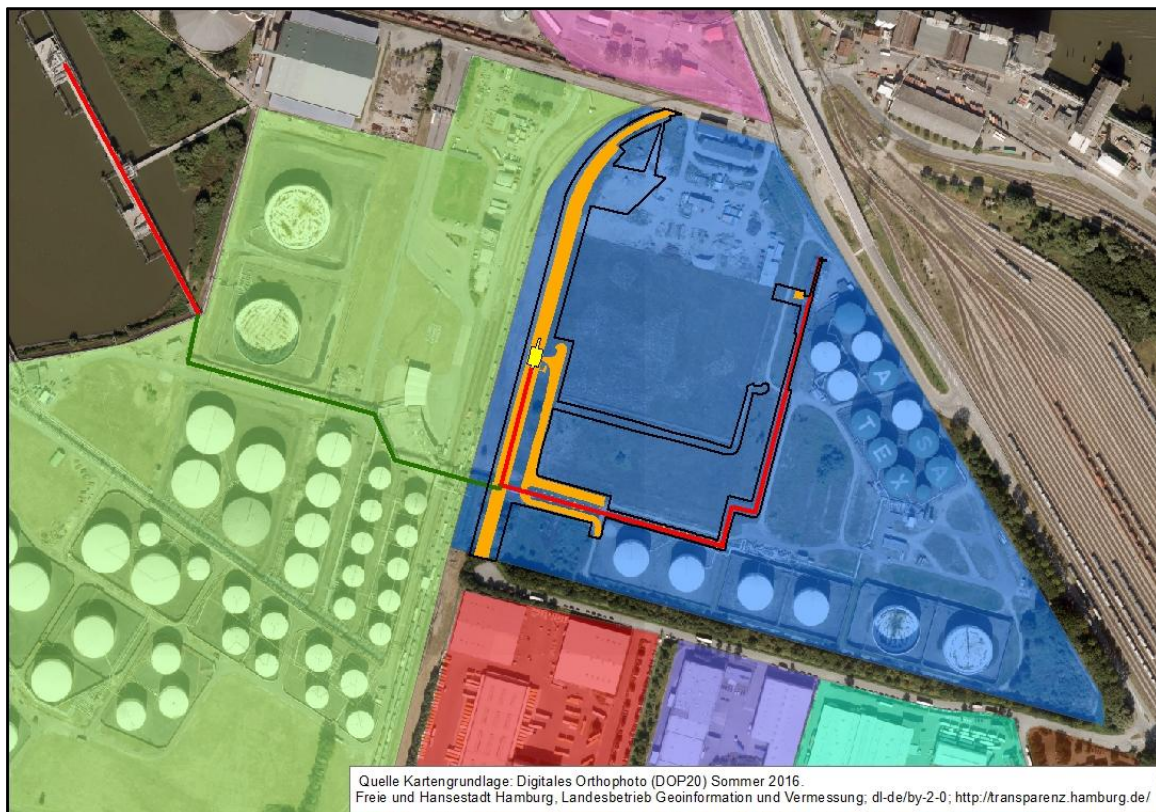 A
T S
E A
X
Quelle Kartengrundlage: Digitales Orthophoto (DOP20) Sommer 2016.
Freie und Hansestadt Hamburg, Landesbetrieb Geoinformation und Vermessung; dl-de/by-2-0; http://transparenz.hamburg.de/